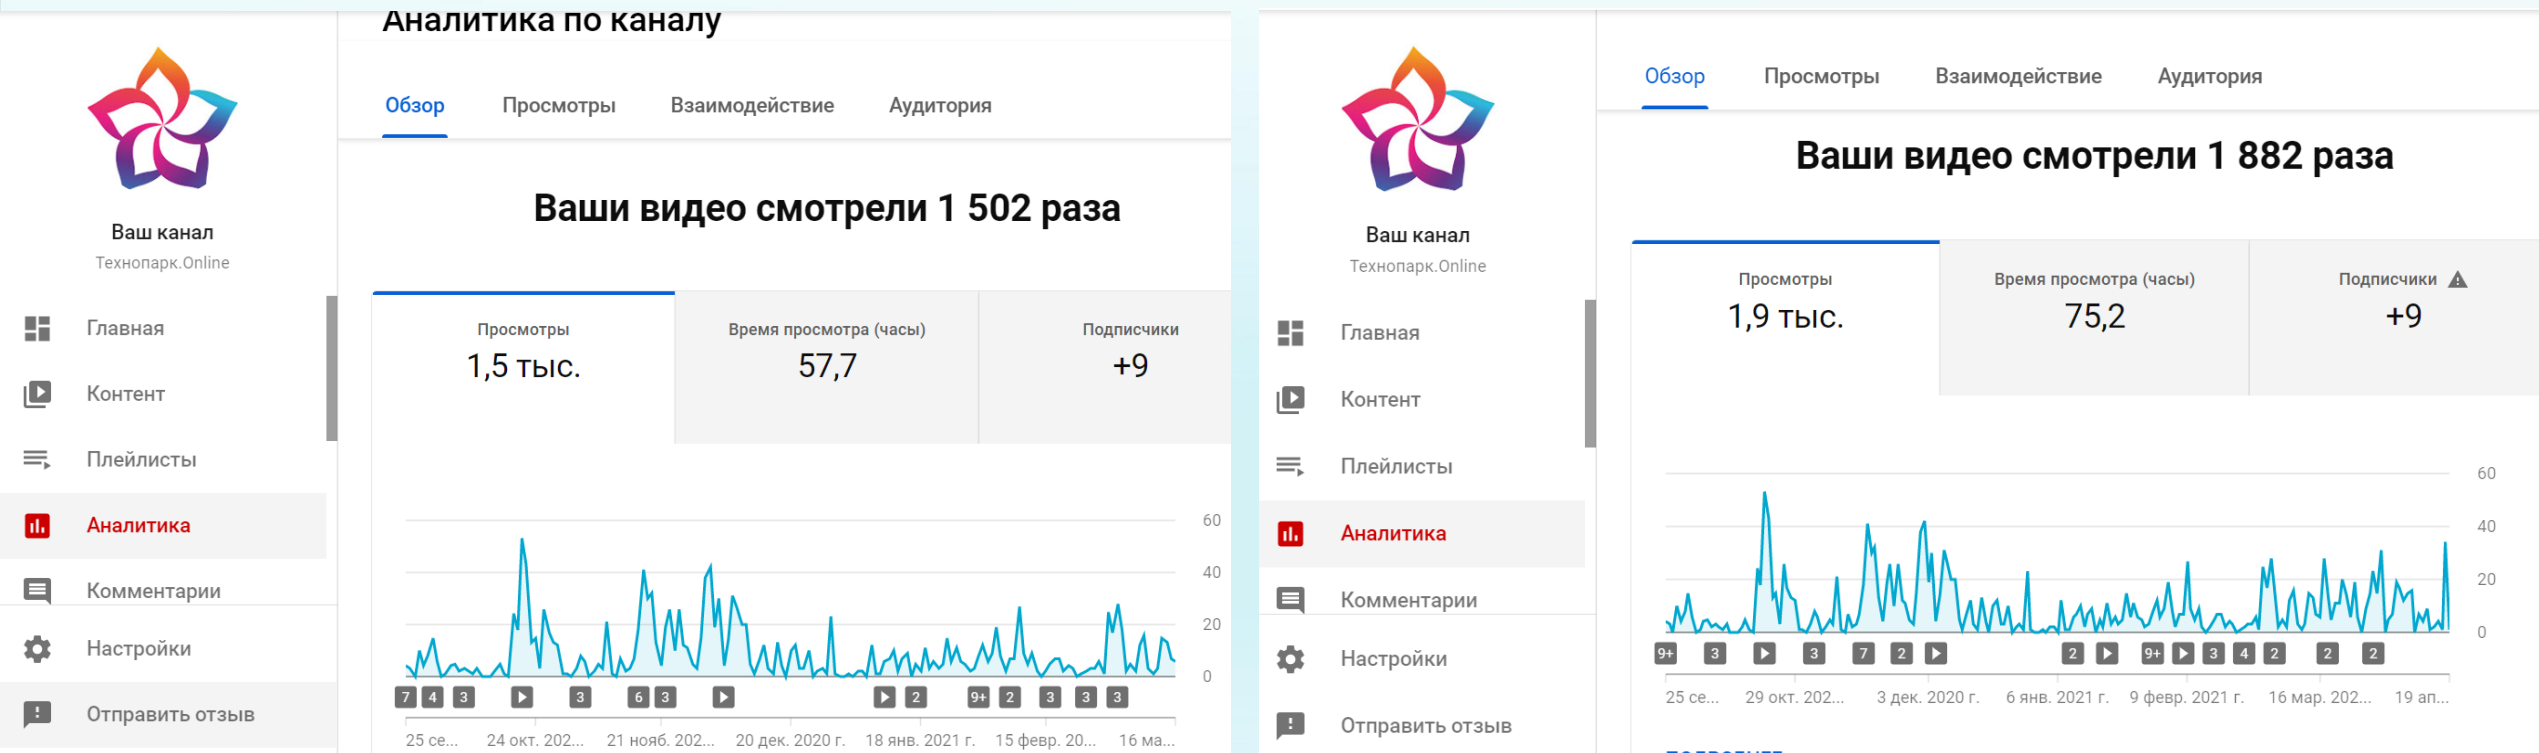 Аналитика по каналу
Обзор Просмотры Взаимодействие Аудитория
Ваши видео смотрели 1 502 раза
Ваш канал
Технопарк.Online
Главная
Контент
Плейлисты
Аналитика
Комментарии
Настройки
Отправить отзыв
Просмотры
1,5 тыс.
Время просмотра (часы)
57,7
Подписчики
+9
60
40
20
0
7 4 3 3 6 3 2 9+ 2 3 3 3
25 се... 24 окт. 202... 21 нояб. 202... 20 дек. 2020 г. 18 янв. 2021 г. 15 февр. 20... 16 ма...
Обзор Просмотры Взаимодействие Аудитория
Ваши видео смотрели 1 882 раза
Ваш канал
Технопарк.Online
Главная
Контент
Плейлисты
Аналитика
Комментарии
Настройки
Отправить отзыв
Просмотры
1,9 тыс.
Время просмотра (часы)
75,2
Подписчики
+9
60
40
20
0
9+ 3 3 7 2 2 9+ 3 4 2 2 2
25 се... 29 окт. 202... 3 дек. 2020 г. 6 янв. 2021 г. 9 февр. 2021 г. 16 мар. 202... 19 ап...